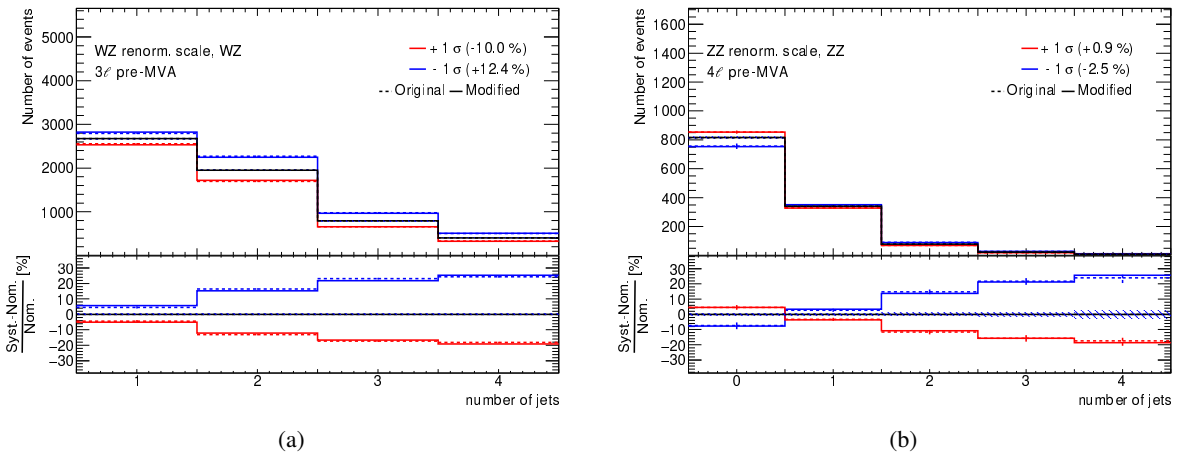 Number of events
5000
4000
3000
2000
1000
WZ renorm. scale, WZ
3ℓ pre-MVA
+ 1 σ (-10.0 %)
- 1 σ (+12.4 %)
Original Modified
Syst.-Nom. [%]
Nom.
30
20
10
0
−10
−20
−30
1 2 3 4
number of jets
(a)
Number of events
1600
1400
1200
1000
800
600
400
200
ZZ renorm. scale, ZZ
4ℓ pre-MVA
+ 1 σ (+0.9 %)
- 1 σ (-2.5 %)
Original Modified
Syst.-Nom. [%]
Nom.
30
20
10
0
−10
−20
−30
0 1 2 3 4
number of jets
(b)